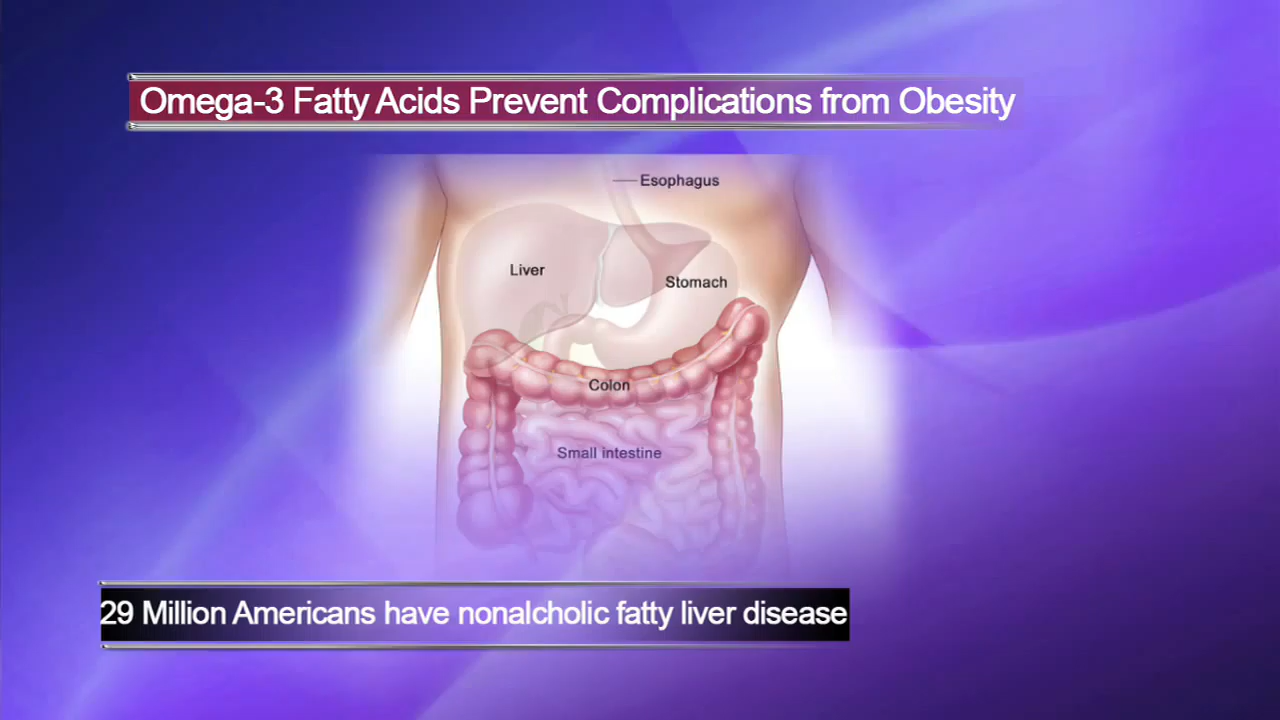 Omega-3 Fatty Acids Prevent Complications from Obesity
Esophagus
Liver
Stomach
Colon
Small intestine
29 Million Americans have nonalcholic fatty liver disease